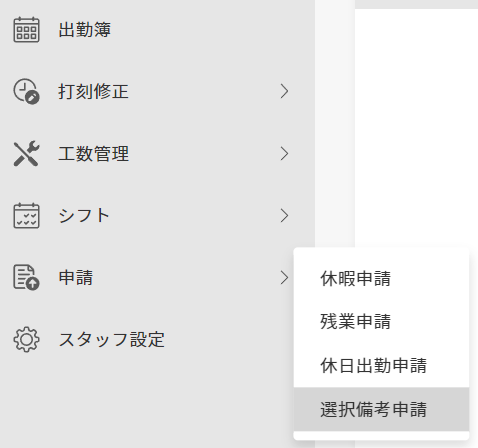 出勤簿
打刻修正
工数管理
シフト
申請
スタッフ設定
休暇申請
残業申請
休日出勤申請
選択備考申請